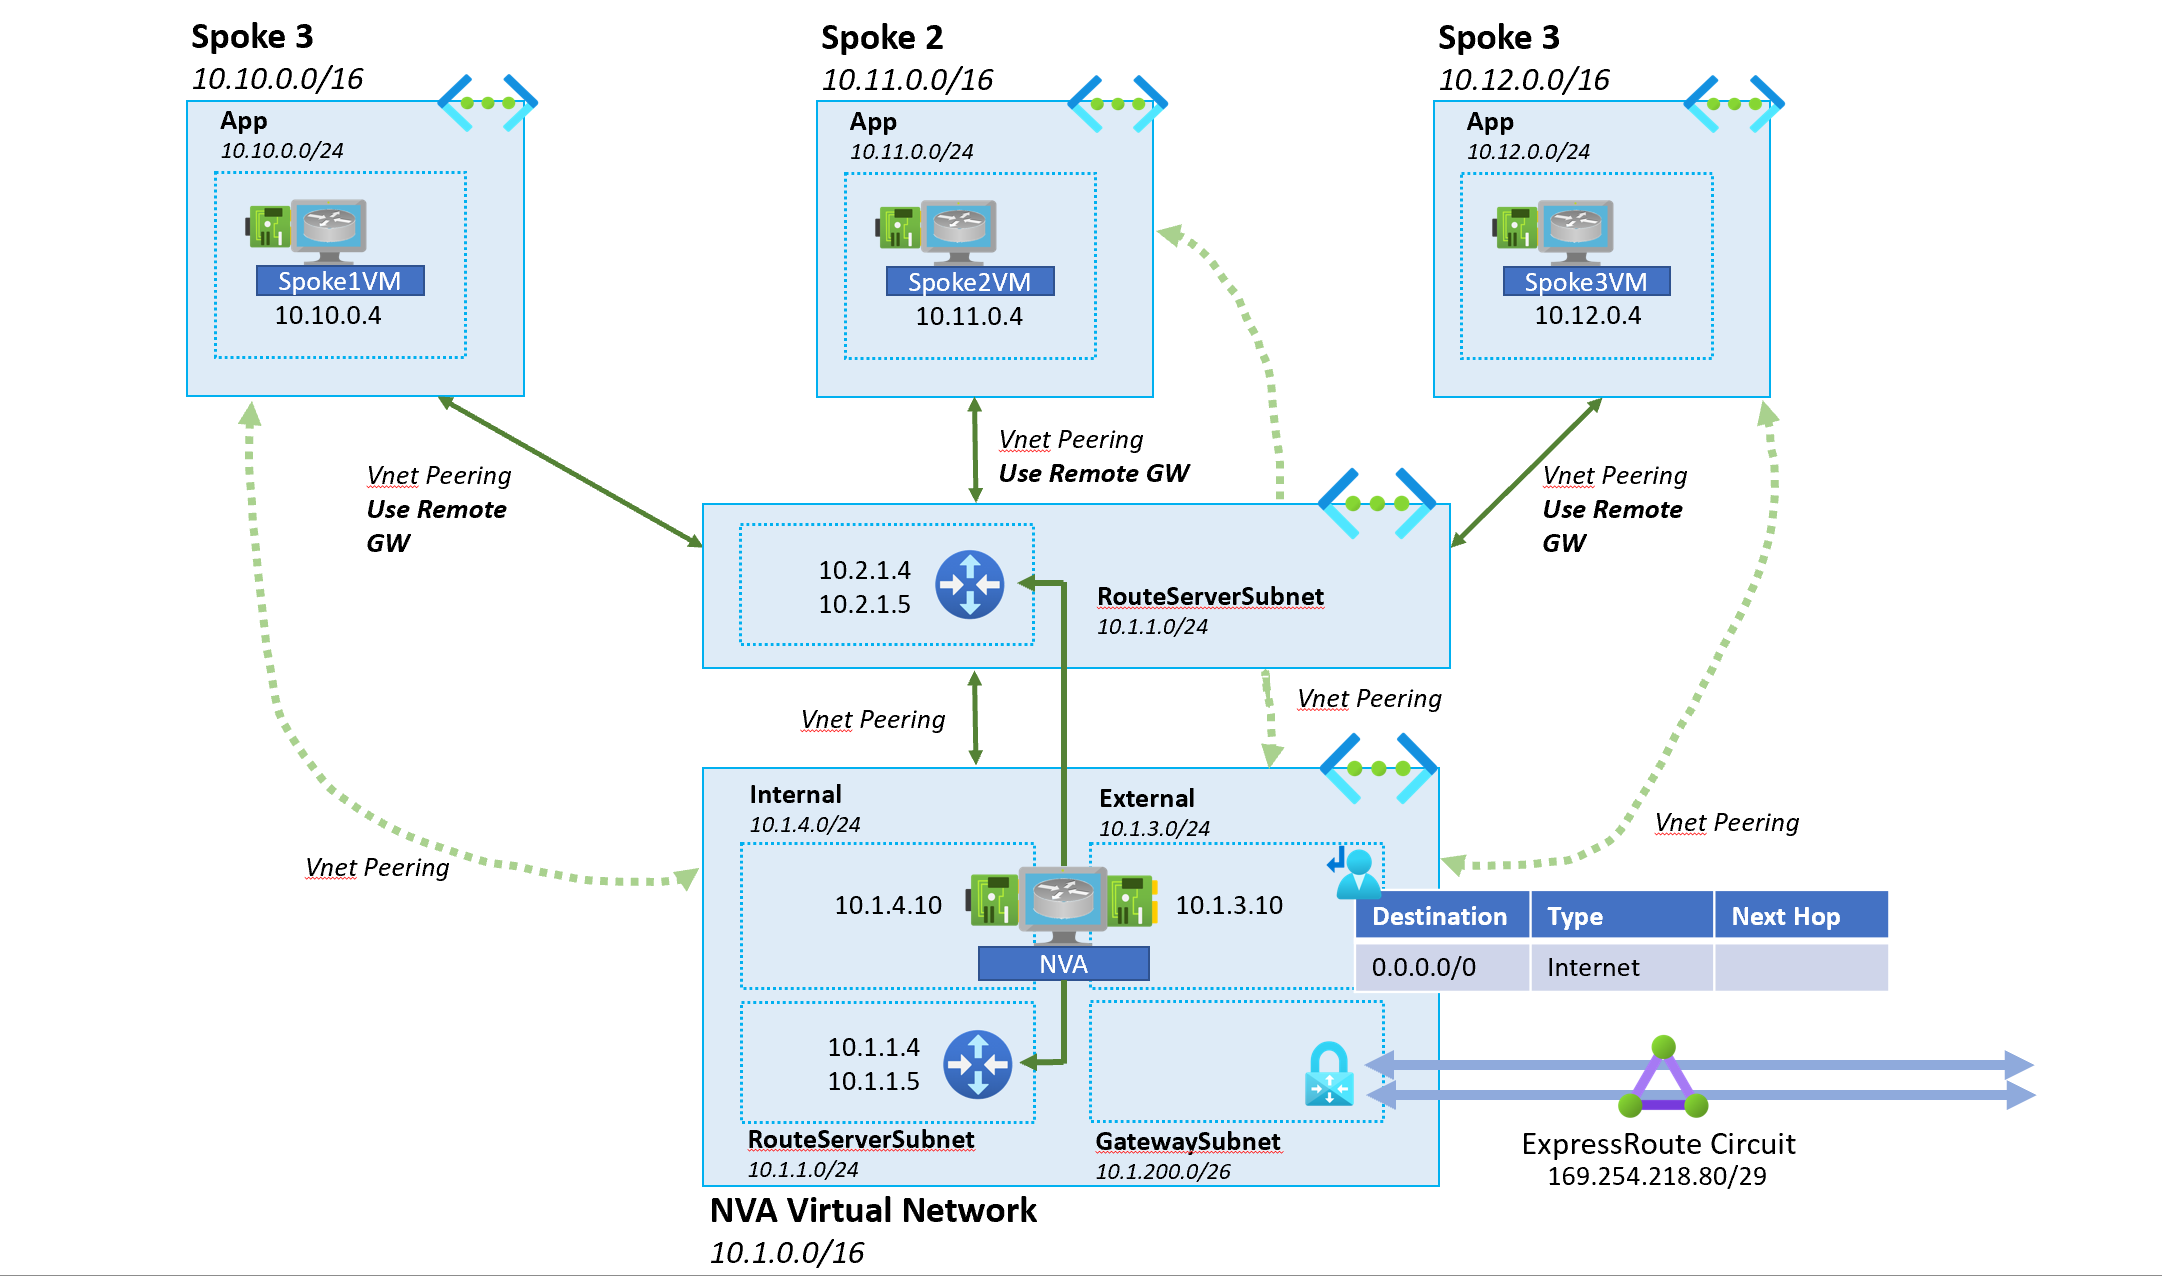 Spoke 3
10.10.0.0/16
App
10.10.0.0/24
Spoke1VM
10.10.0.4
Spoke 2
10.11.0.0/16
App
10.11.0.0/24
Spoke2VM
10.11.0.4
Spoke 3
10.12.0.0/16
App
10.12.0.0/24
Spoke3VM
10.12.0.4
Vnet Peering
Use Remote
GW
Vnet Peering
Use Remote GW
Vnet Peering
Use Remote
GW
10.2.1.4
10.2.1.5
RouteServerSubnet
10.1.1.0/24
Vnet Peering
Vnet Peering
Vnet Peering
Vnet Peering
Internal
10.1.4.0/24
10.1.4.10
External
10.1.3.0/24
10.1.3.10
NVA
Destination Type Next Hop
0.0.0.0/0 Internet
10.1.1.4
10.1.1.5
RouteServerSubnet
10.1.1.0/24
GatewaySubnet
10.1.200.0/26
ExpressRoute Circuit
169.254.218.80/29
NVA Virtual Network
10.1.0.0/16